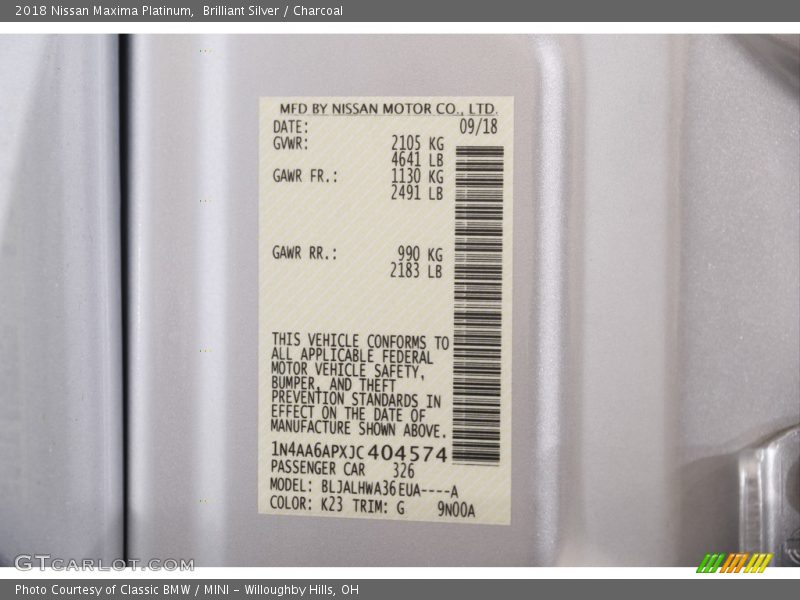 2018 Nissan Maxima Platinum, Brilliant Silver / Charcoal
MFD BY NISSAN MOTOR CO., LTD.
DATE: 09/18
GVWR: 2105 KG
4641 LB
GAWR FR.: 1130 KG
2491 LB
GAWR RR.: 990 KG
2183 LB
THIS VEHICLE CONFORMS TO
ALL APPLICABLE FEDERAL
MOTOR VEHICLE SAFETY,
BUMPER, AND THEFT
PREVENTION STANDARDS IN
EFFECT ON THE DATE OF
MANUFACTURE SHOWN ABOVE.
1N4AA6APXJC404574
PASSENGER CAR 326
MODEL: BLJALHWA36EUA----A
COLOR: K23 TRIM: G 9N00A
GTCARLOT.COM
Photo Courtesy of Classic BMW / MINI - Willoughby Hills, OH